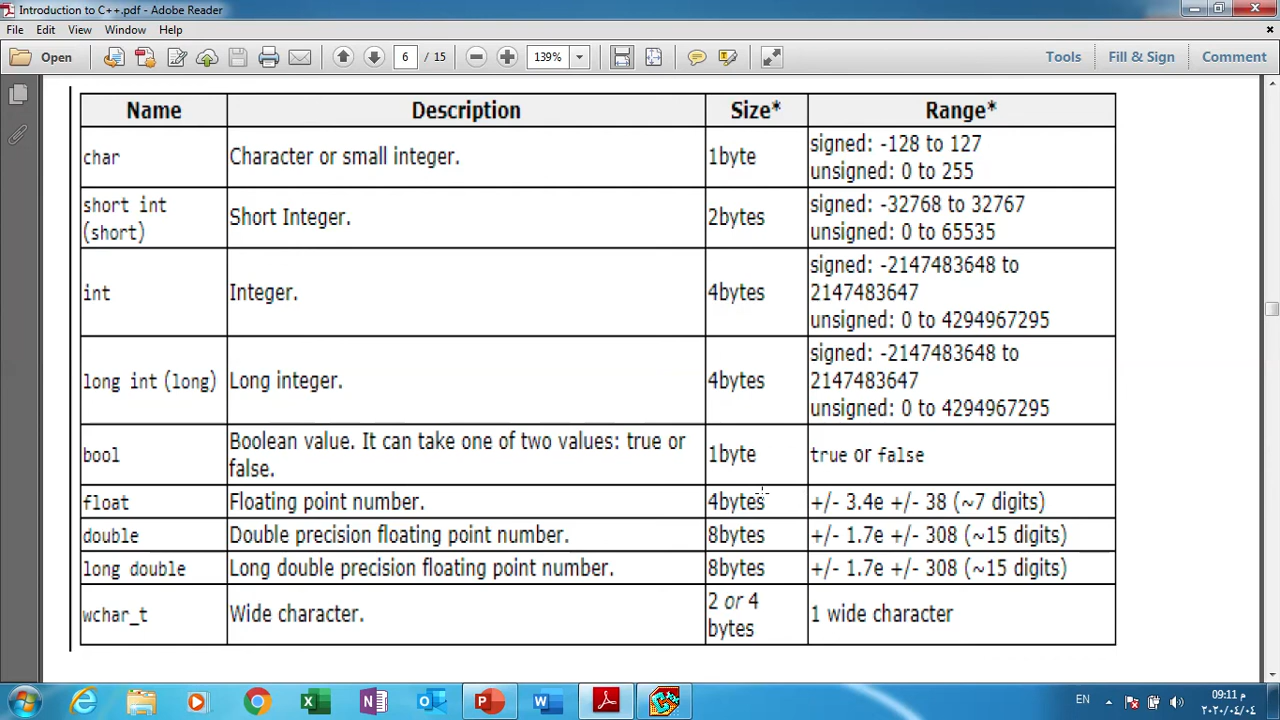 Introduction to C++.pdf - Adobe Reader
File Edit View Window Help
Open 6 / 15 139% Tools Fill & Sign Comment
Name Description Size* Range*
char Character or small integer. 1byte signed: -128 to 127
unsigned: 0 to 255
short int
(short) Short Integer. 2bytes signed: -32768 to 32767
unsigned: 0 to 65535
int Integer. 4bytes signed: -2147483648 to
2147483647
unsigned: 0 to 4294967295
long int (long) Long integer. 4bytes signed: -2147483648 to
2147483647
unsigned: 0 to 4294967295
bool Boolean value. It can take one of two values: true or
false. 1byte true or false
float Floating point number. 4bytes +/- 3.4e +/- 38 (~7 digits)
double Double precision floating point number. 8bytes +/- 1.7e +/- 308 (~15 digits)
long double Long double precision floating point number. 8bytes +/- 1.7e +/- 308 (~15 digits)
wchar_t Wide character. 2 or 4
bytes 1 wide character
EN
09:11 م
٢٠٢٠/٠٤/٠٤